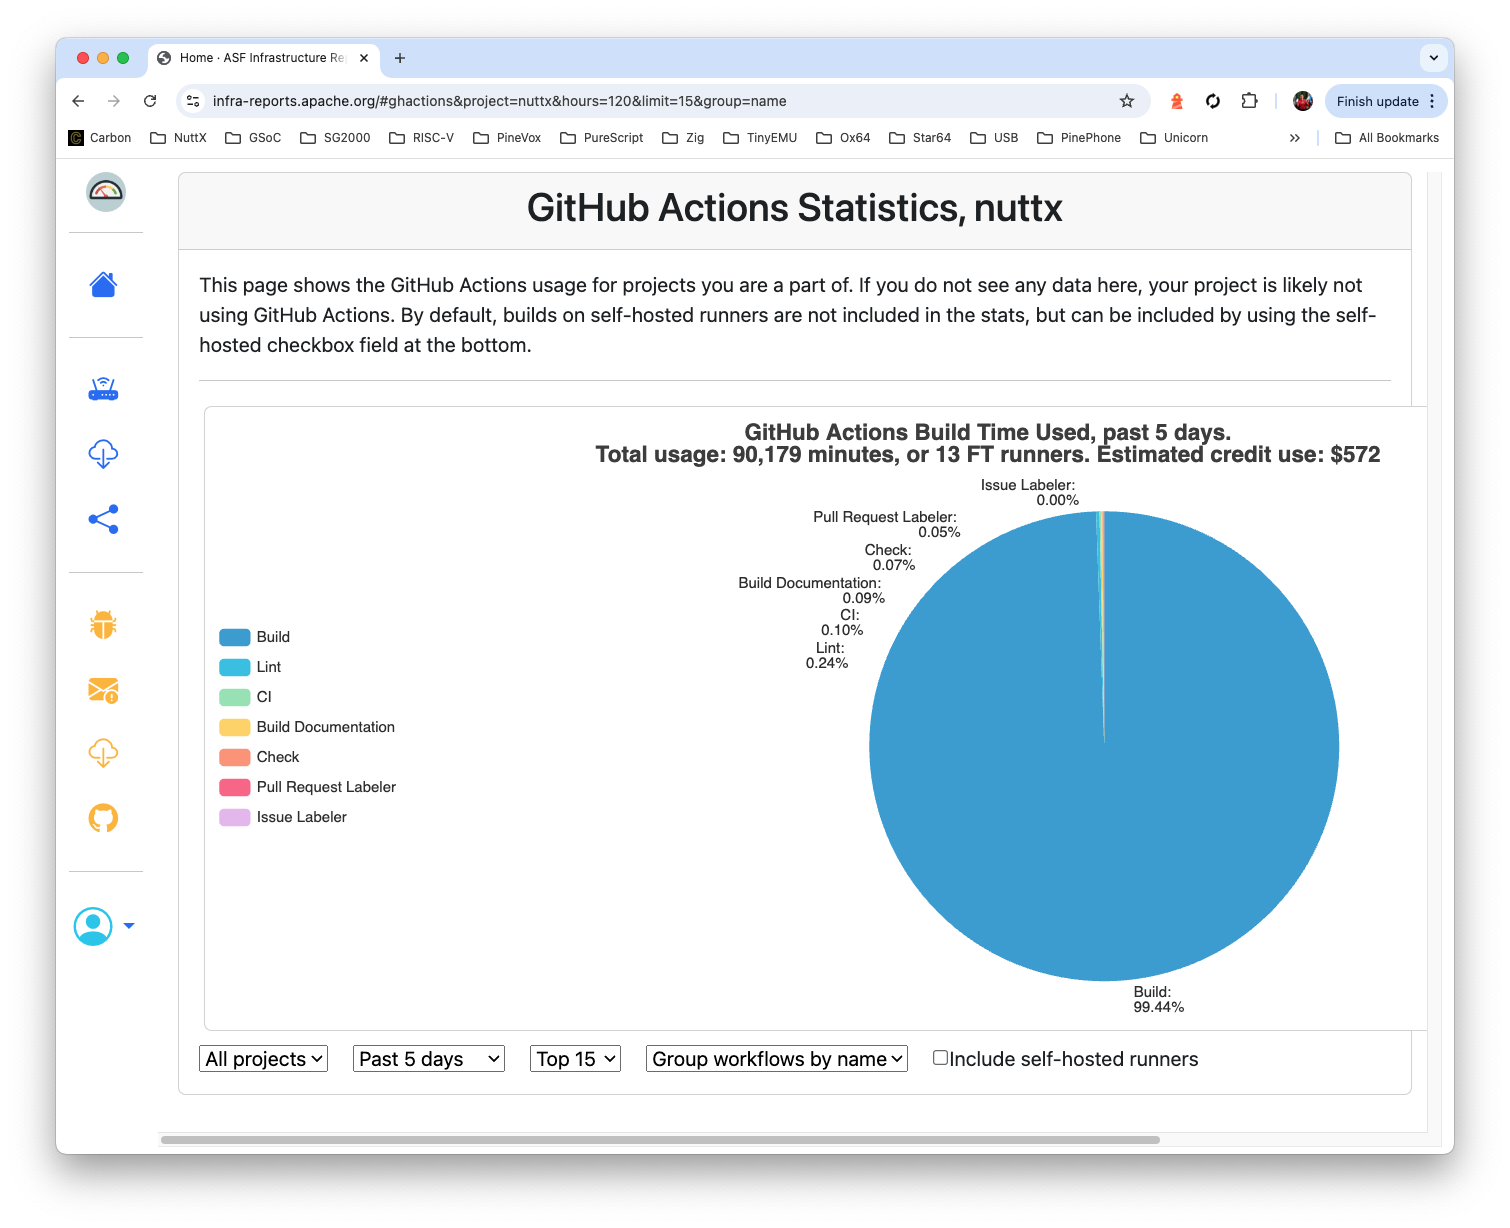 Home · ASF Infrastructure Re
infra-reports.apache.org/#ghactions&project=nuttx&hours=120&limit=15&group=name
Finish update
Carbon NuttX GSoC SG2000 RISC-V PineVox PureScript Zig TinyEMU Ox64 Star64 USB PinePhone Unicorn » All Bookmarks
GitHub Actions Statistics, nuttx
This page shows the GitHub Actions usage for projects you are a part of. If you do not see any data here, your project is likely not
using GitHub Actions. By default, builds on self-hosted runners are not included in the stats, but can be included by using the self-
hosted checkbox field at the bottom.
GitHub Actions Build Time Used, past 5 days.
Total usage: 90,179 minutes, or 13 FT runners. Estimated credit use: $572
Issue Labeler:
0.00%
Pull Request Labeler:
0.05%
Check:
0.07%
Build Documentation:
0.09%
CI:
0.10%
Lint:
0.24%
Build
Lint
CI
Build Documentation
Check
Pull Request Labeler
Issue Labeler
Build:
99.44%
All projects Past 5 days Top 15 Group workflows by name Include self-hosted runners